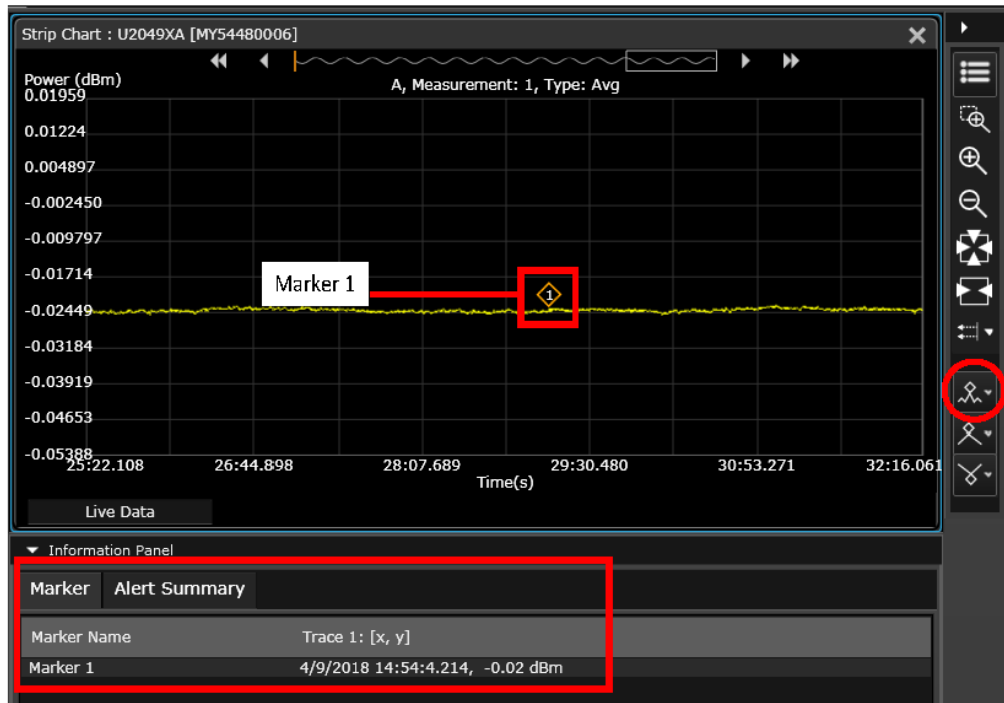 Strip Chart : U2049XA [MY54480006]
Power (dBm)
A, Measurement: 1, Type: Avg
0.01959
0.01224
0.004897
-0.002450
-0.009797
-0.01714
Marker 1
1
-0.02449
-0.03184
-0.03919
-0.04653
-0.05388
25:22.108 26:44.898 28:07.689 29:30.480 30:53.271 32:16.061
Time(s)
Live Data
Information Panel
Marker Alert Summary
Marker Name Trace 1: [x, y]
Marker 1 4/9/2018 14:54:4.214, -0.02 dBm